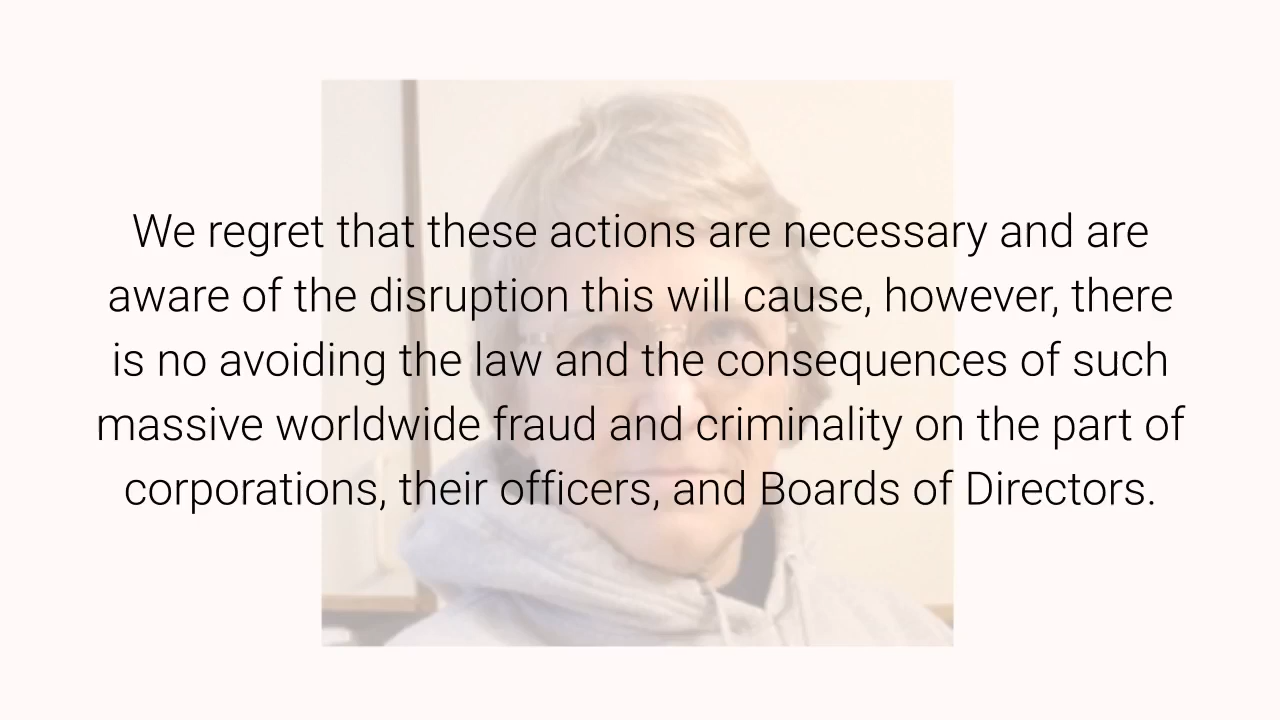 We regret that these actions are necessary and are
aware of the disruption this will cause, however, there
is no avoiding the law and the consequences of such
massive worldwide fraud and criminality on the part of
corporations, their officers, and Boards of Directors.